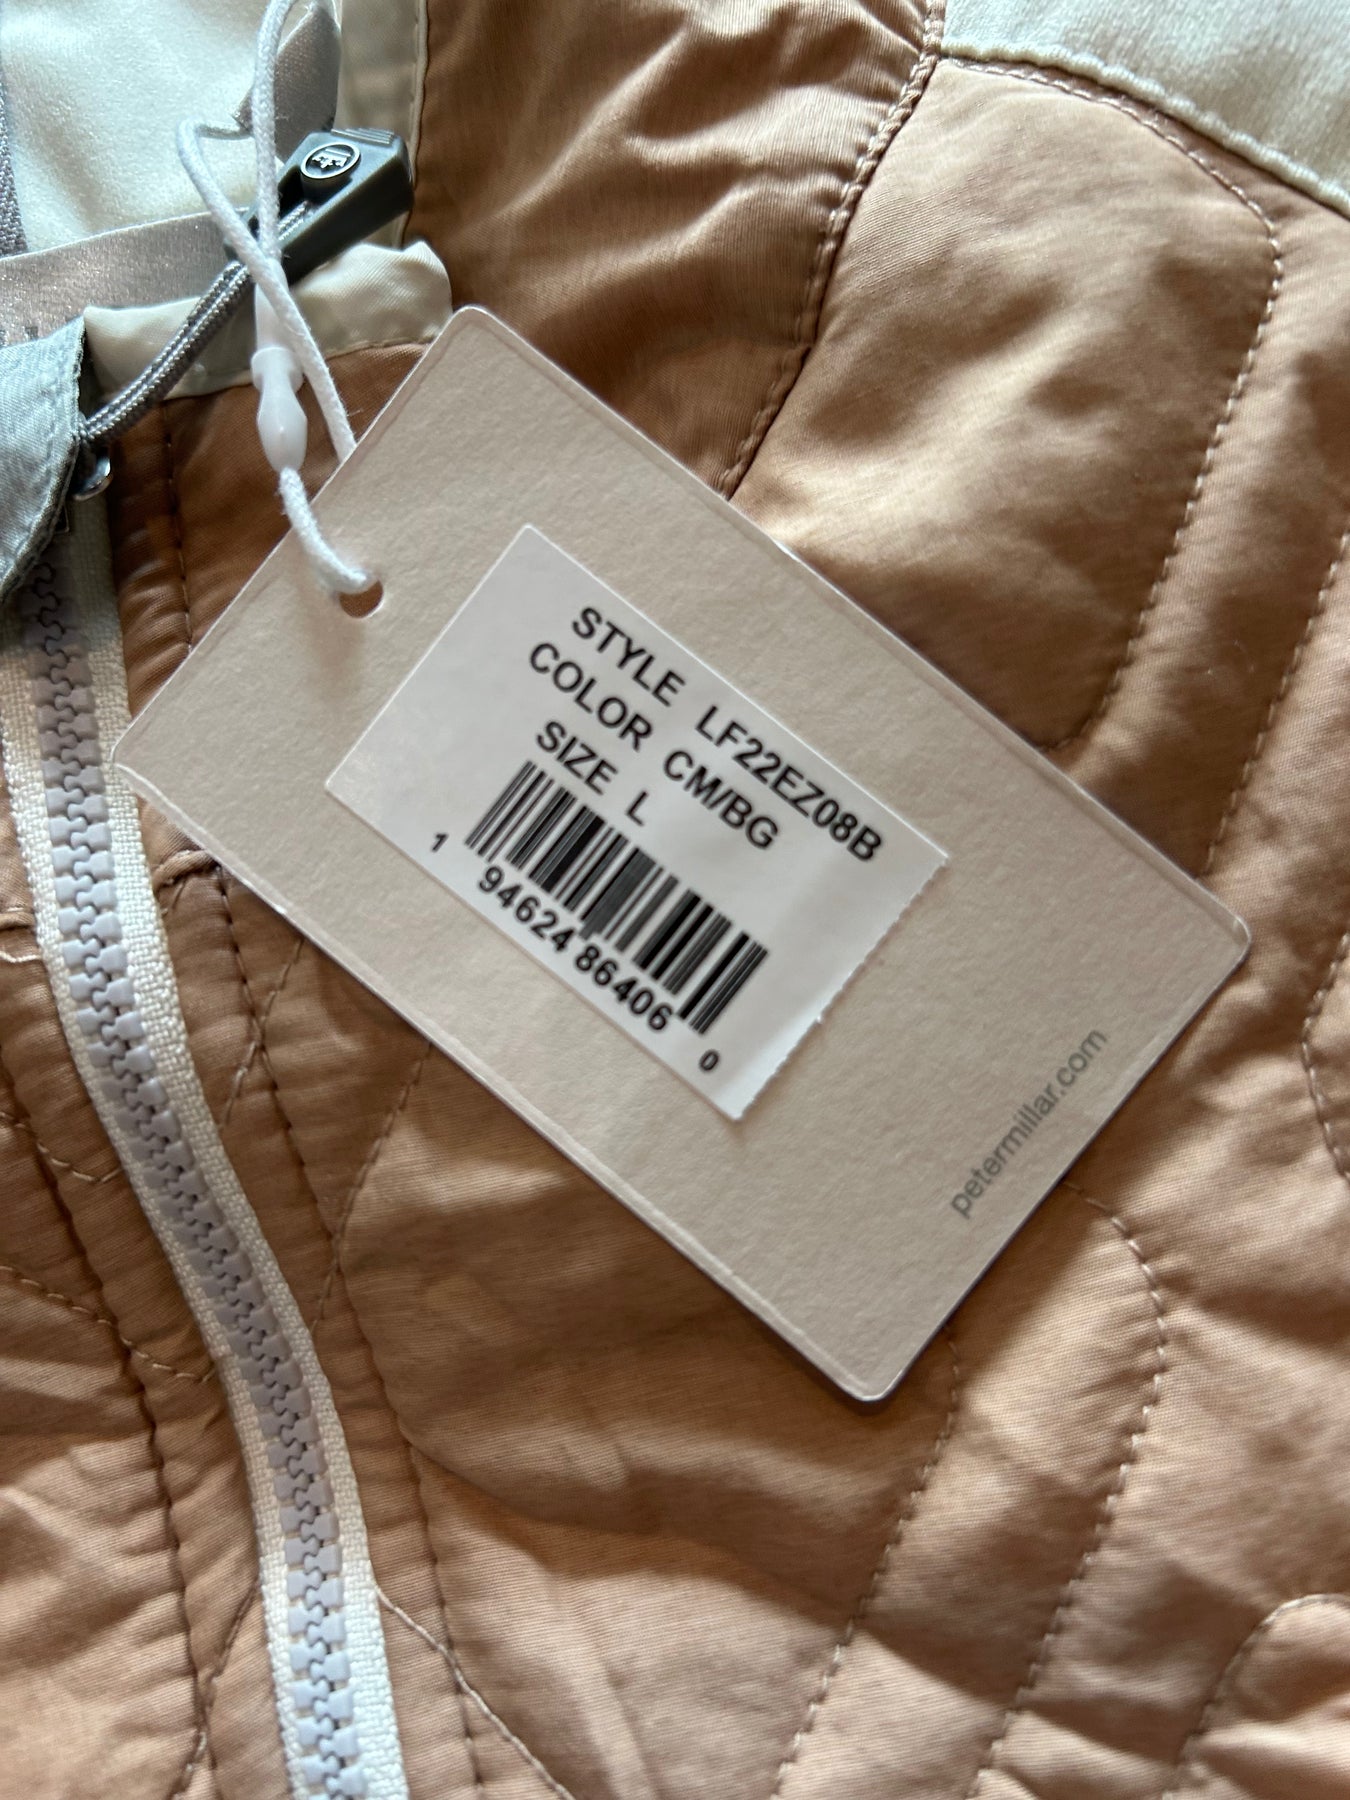 STYLE LF22EZ08B
COLOR CM/BG
SIZE L
1 94624 86406 0
petermillar.com